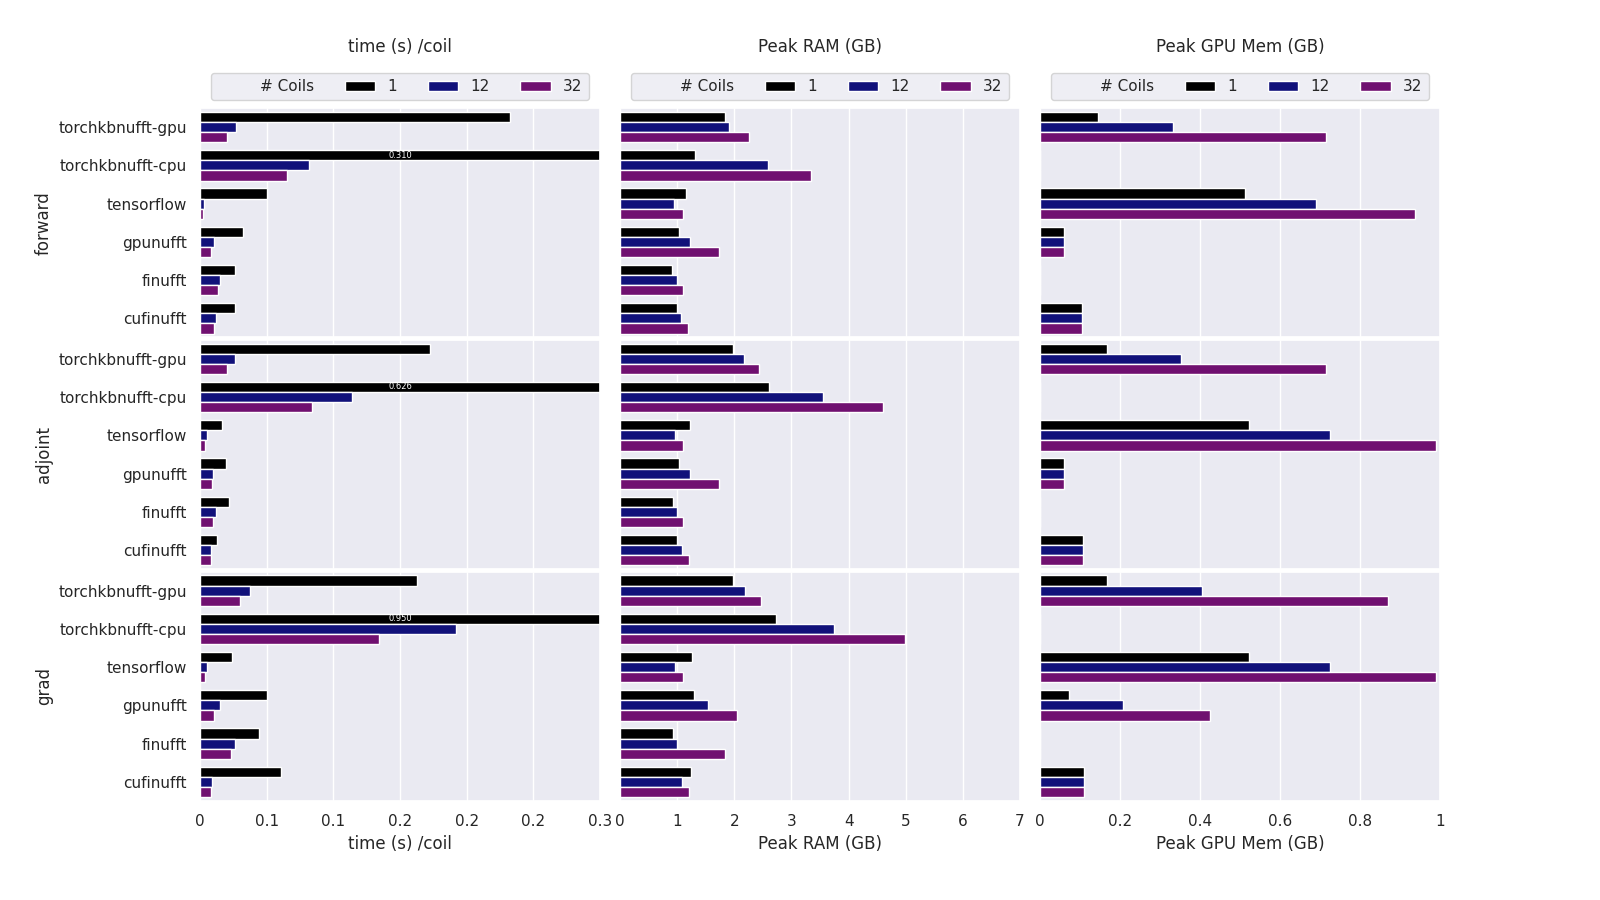 time (s) /coil Peak RAM (GB) Peak GPU Mem (GB)
# Coils 1 12 32 # Coils 1 12 32 # Coils 1 12 32
forward
torchkbnufft-gpu
torchkbnufft-cpu 0.310
tensorflow
gpunufft
finufft
cufinufft
adjoint
torchkbnufft-gpu
torchkbnufft-cpu 0.626
tensorflow
gpunufft
finufft
cufinufft
grad
torchkbnufft-gpu
torchkbnufft-cpu 0.950
tensorflow
gpunufft
finufft
cufinufft
0 0.1 0.1 0.2 0.2 0.2 0.3 0 1 2 3 4 5 6 7 0 0.2 0.4 0.6 0.8 1
time (s) /coil Peak RAM (GB) Peak GPU Mem (GB)